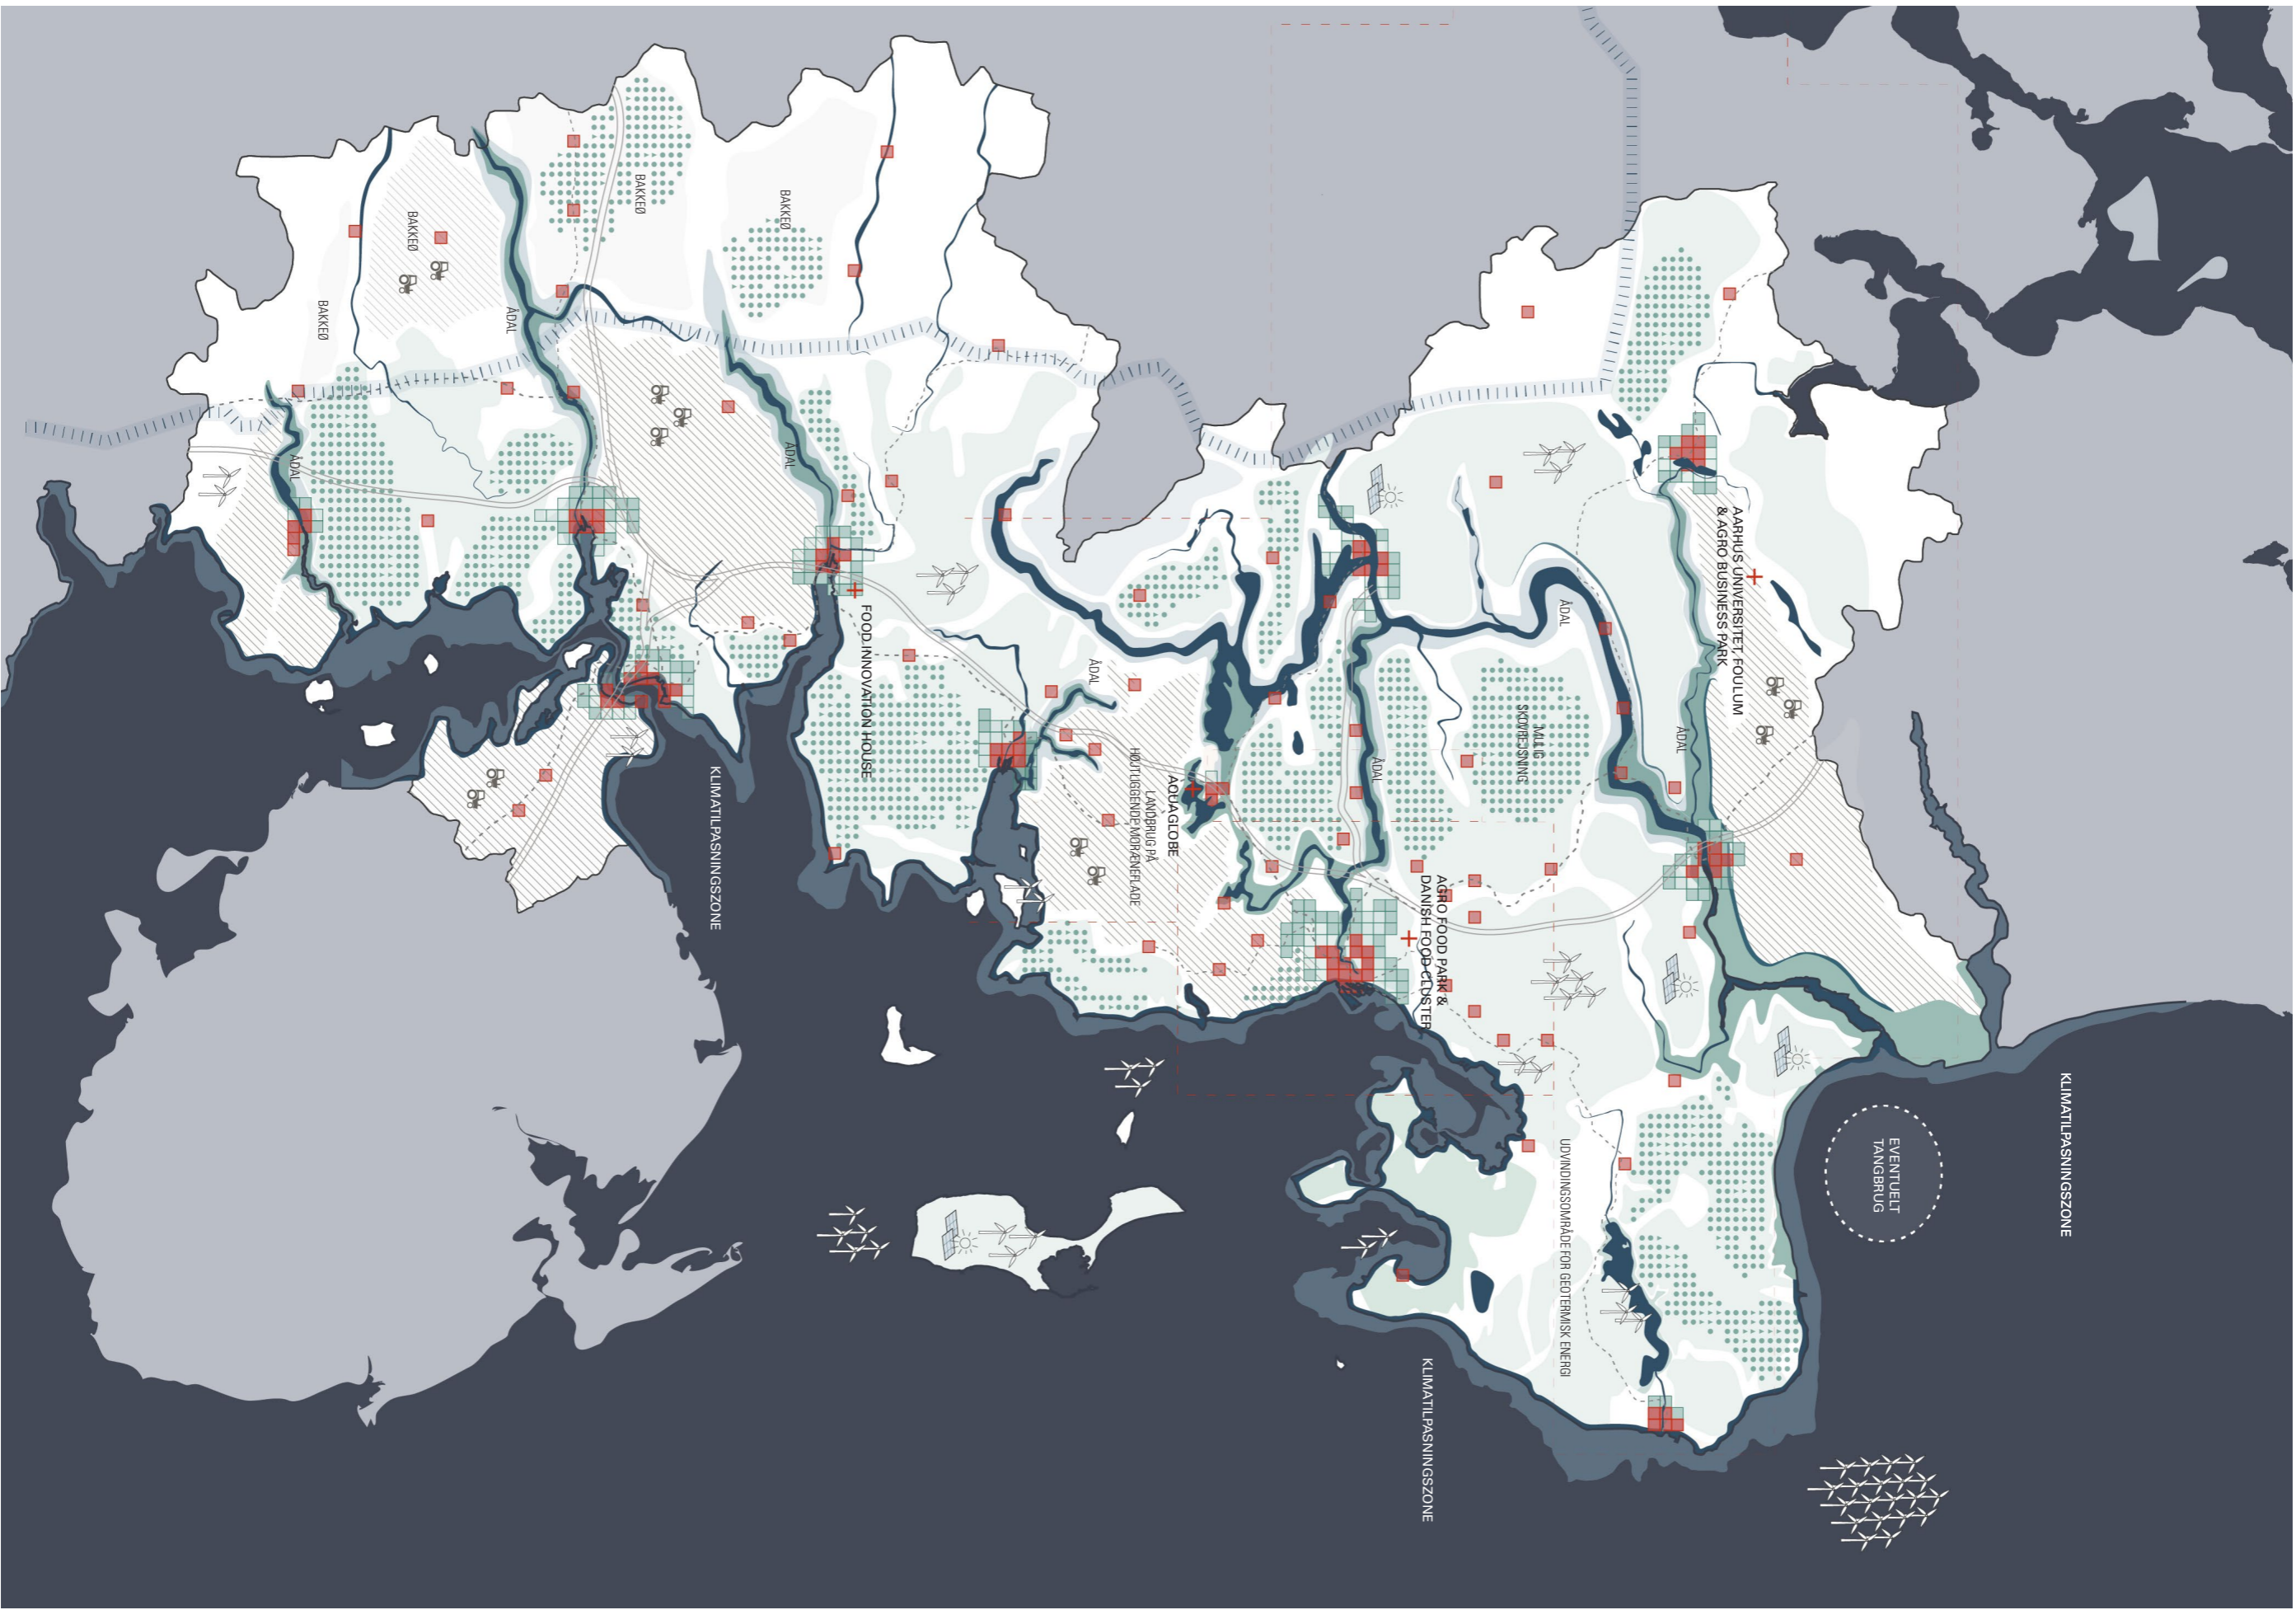 BAKKEØ
BAKKEØ
BAKKEØ
BAKKEØ
ÅDAL
ÅDAL
ÅDAL
AARHUS UNIVERSITET, FOULUM
& AGRO BUSINESS PARK
ÅDAL
FOOD INNOVATION HOUSE
ÅDAL
MULIG
SKOVREJSNING
ÅDAL
ÅDAL
HØJTLIGGENDE MORÆNEFLADE
LANDBRUG PÅ
AQUAGLOBE
KLIMATILPASNINGSZONE
AGRO FOOD PARK &
DANISH FOOD CLUSTER
KLIMATILPASNINGSZONE
EVENTUELT
TANGBRUG
UDVINDINGSOMRÅDE FOR GEOTERMISK ENERGI
KLIMATILPASNINGSZONE